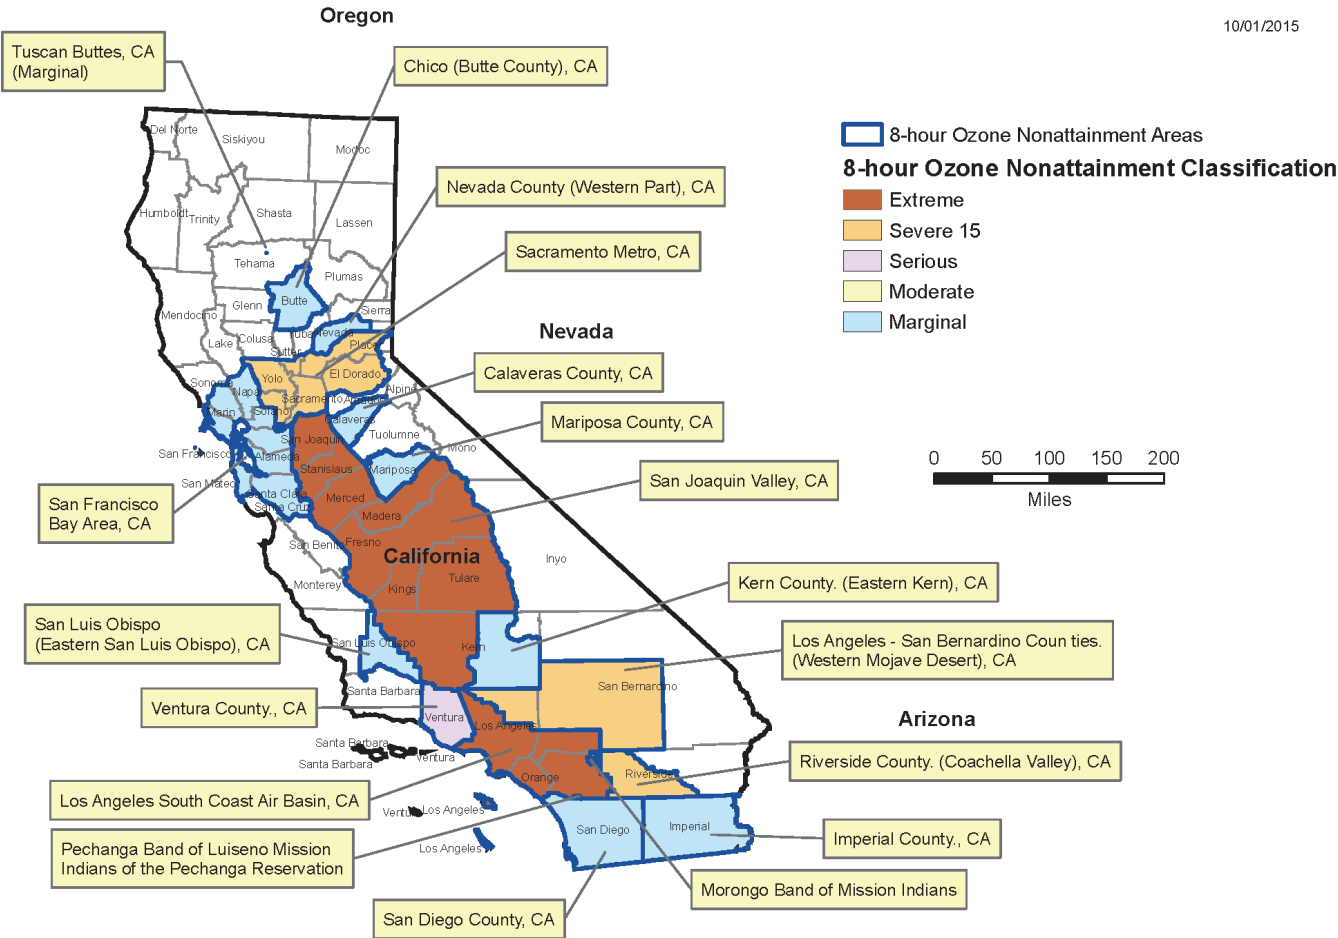 Oregon
10/01/2015
Tuscan Buttes, CA
(Marginal)
Chico (Butte County), CA
Nevada County (Western Part), CA
Sacramento Metro, CA
Nevada
Calaveras County, CA
Mariposa County, CA
San Joaquin Valley, CA
San Francisco
Bay Area, CA
Kern County. (Eastern Kern), CA
San Luis Obispo
(Eastern San Luis Obispo), CA
Los Angeles - San Bernardino Coun ties.
(Western Mojave Desert), CA
Ventura County., CA
Arizona
Riverside County. (Coachella Valley), CA
Los Angeles South Coast Air Basin, CA
Pechanga Band of Luiseno Mission
Indians of the Pechanga Reservation
Imperial County., CA
Morongo Band of Mission Indians
San Diego County, CA
8-hour Ozone Nonattainment Areas
8-hour Ozone Nonattainment Classification
Extreme
Severe 15
Serious
Moderate
Marginal
0 50 100 150 200
Miles
Del Norte
Siskiyou
Modoc
Humboldt
Trinity
Shasta
Lassen
Tehama
Plumas
Butte
Glenn
Mendocino
Sierra
Lake
Colusa
Sutter
Yuba
Nevada
Placer
Sonoma
Napa
Yolo
El Dorado
Alpine
Sacramento
Amador
Marin
Solano
Calaveras
San Joaquin
Tuolumne
Mono
San Francisco
Alameda
Stanislaus
Mariposa
San Mateo
Santa Clara
Merced
Santa Cruz
Madera
San Benito
Fresno
California
Inyo
Tulare
Monterey
Kings
San Luis Obispo
Kern
Santa Barbara
San Bernardino
Ventura
Los Angeles
Santa Barbara
Santa Barbara
Ventura
Orange
Riverside
Ventura
Los Angeles
Los Angeles
San Diego
Imperial